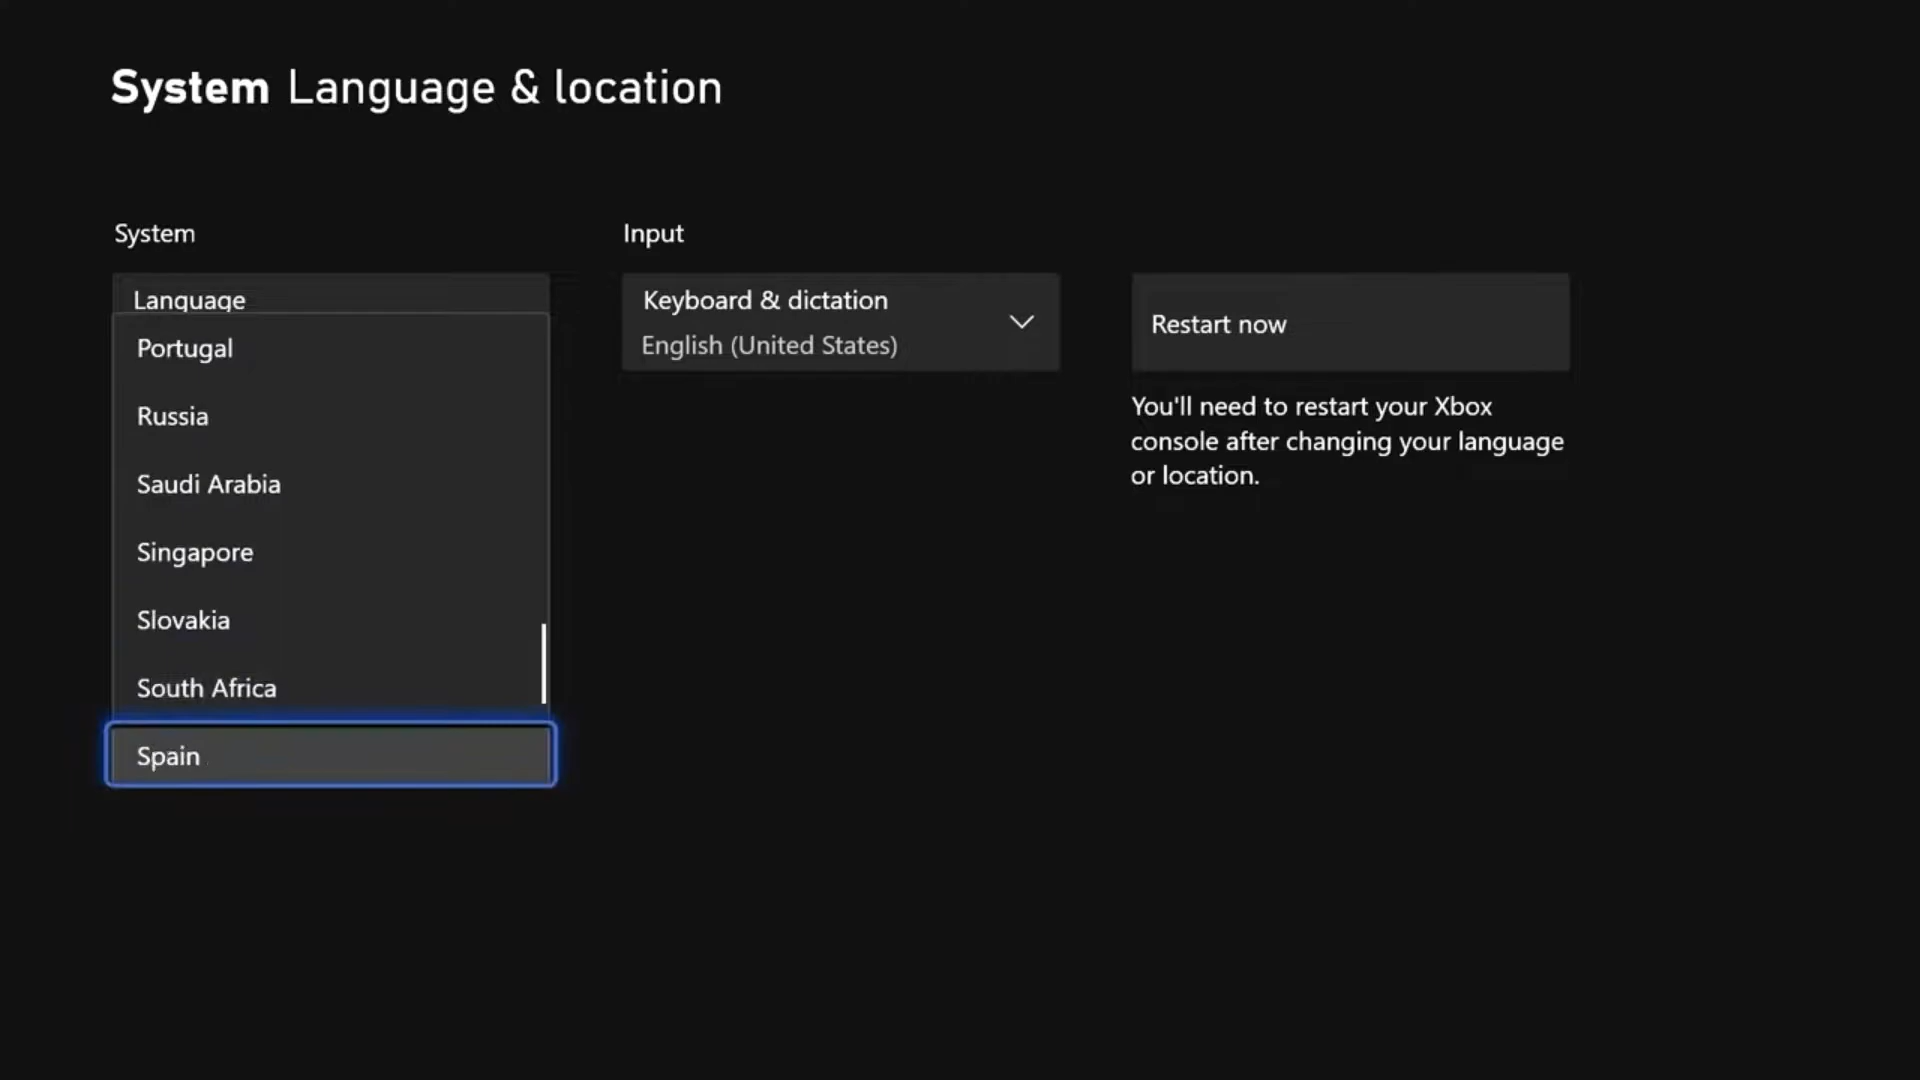 System Language & location
System
Language
Portugal
Russia
Saudi Arabia
Singapore
Slovakia
South Africa
Spain
Input
Keyboard & dictation
English (United States)
Restart now
You'll need to restart your Xbox
console after changing your language
or location.